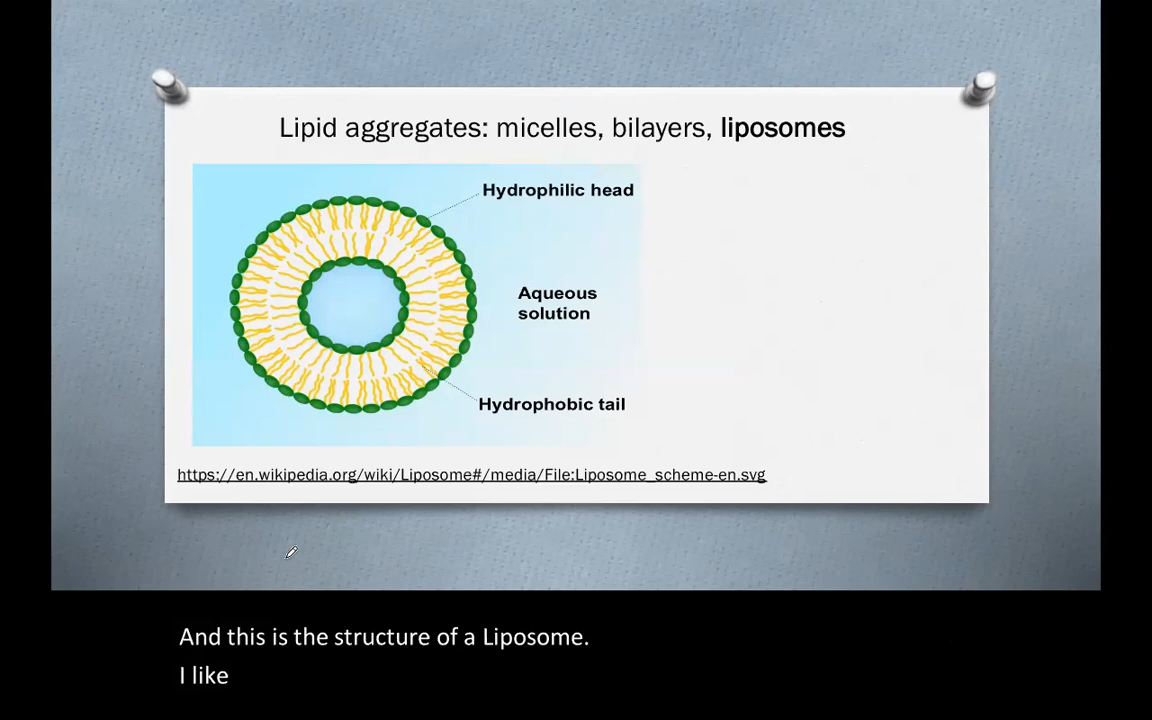 Lipid aggregates: micelles, bilayers, liposomes
Hydrophilic head
Aqueous
solution
Hydrophobic tail
https://en.wikipedia.org/wiki/Liposome#/media/File:Liposome_scheme-en.svg
And this is the structure of a Liposome.
I like